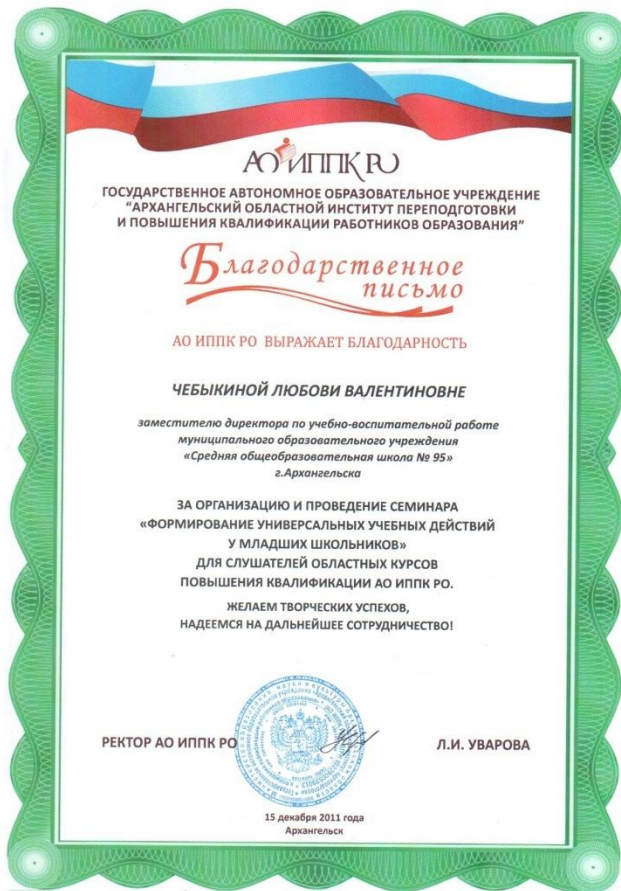 АО ИППК РО
ГОСУДАРСТВЕННОЕ АВТОНОМНОЕ ОБРАЗОВАТЕЛЬНОЕ УЧРЕЖДЕНИЕ
"АРХАНГЕЛЬСКИЙ ОБЛАСТНОЙ ИНСТИТУТ ПЕРЕПОДГОТОВКИ
И ПОВЫШЕНИЯ КВАЛИФИКАЦИИ РАБОТНИКОВ ОБРАЗОВАНИЯ"
Благодарственное
письмо
АО ИППК РО ВЫРАЖАЕТ БЛАГОДАРНОСТЬ
ЧЕБЫКИНОЙ ЛЮБОВИ ВАЛЕНТИНОВНЕ
заместителю директора по учебно-воспитательной работе
муниципального образовательного учреждения
«Средняя общеобразовательная школа № 95»
г.Архангельска
ЗА ОРГАНИЗАЦИЮ И ПРОВЕДЕНИЕ СЕМИНАРА
«ФОРМИРОВАНИЕ УНИВЕРСАЛЬНЫХ УЧЕБНЫХ ДЕЙСТВИЙ
У МЛАДШИХ ШКОЛЬНИКОВ»
ДЛЯ СЛУШАТЕЛЕЙ ОБЛАСТНЫХ КУРСОВ
ПОВЫШЕНИЯ КВАЛИФИКАЦИИ АО ИППК РО.
ЖЕЛАЕМ ТВОРЧЕСКИХ УСПЕХОВ,
НАДЕЕМСЯ НА ДАЛЬНЕЙШЕЕ СОТРУДНИЧЕСТВО!
РЕКТОР АО ИППК РО Л.И. УВАРОВА
15 декабря 2011 года
Архангельск